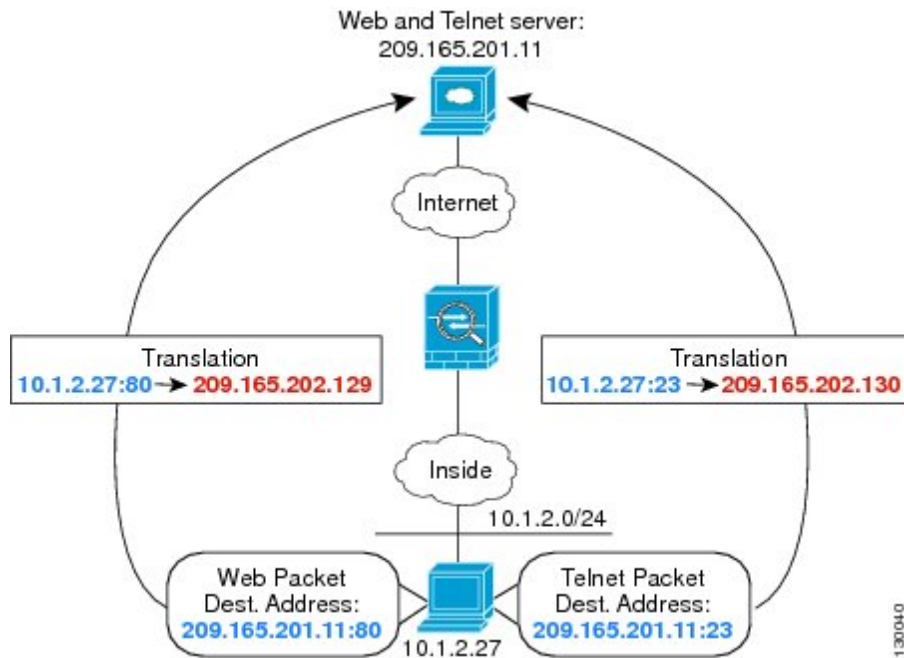 Web and Telnet server:
209.165.201.11
Internet
Translation
10.1.2.27:80 209.165.202.129
Translation
10.1.2.27:23 209.165.202.130
Inside
10.1.2.0/24
Web Packet
Dest. Address:
209.165.201.11:80
Telnet Packet
Dest. Address:
209.165.201.11:23
10.1.2.27
130040